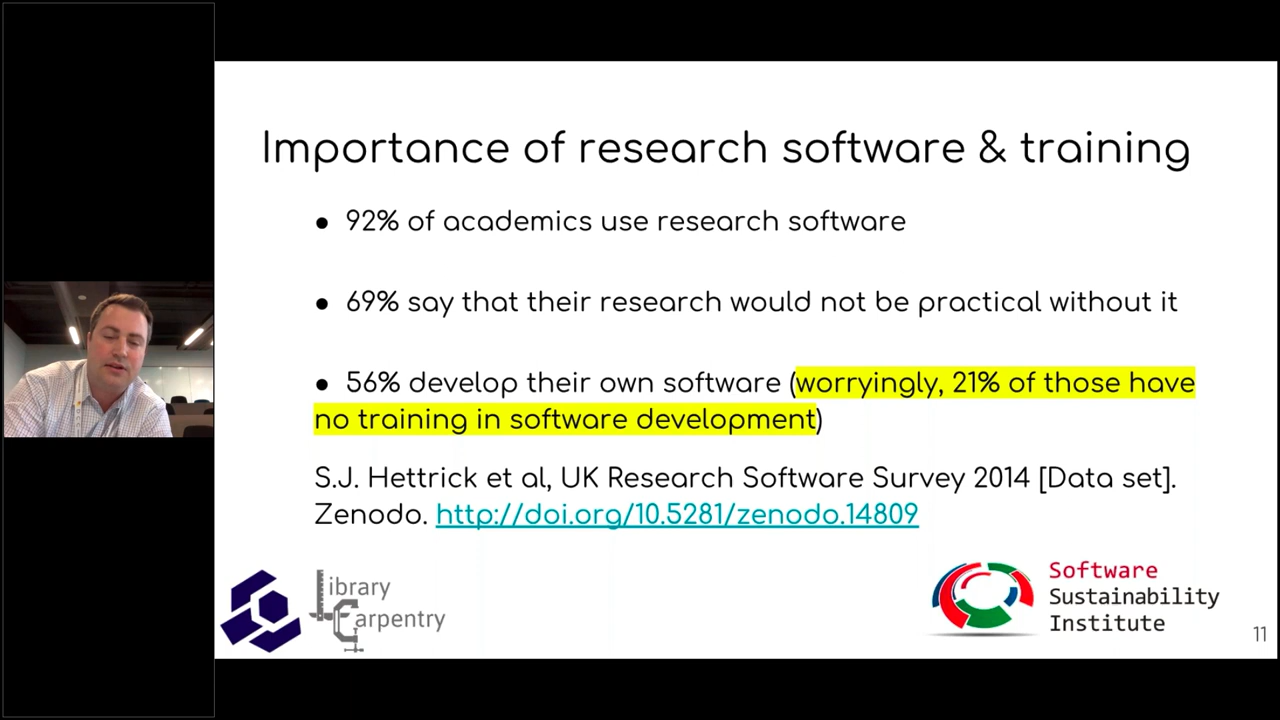 Importance of research software & training
● 92% of academics use research software
● 69% say that their research would not be practical without it
● 56% develop their own software (worryingly, 21% of those have
no training in software development)
S.J. Hettrick et al, UK Research Software Survey 2014 [Data set].
Zenodo. http://doi.org/10.5281/zenodo.14809
Library
Carpentry
Software
Sustainability
Institute
11